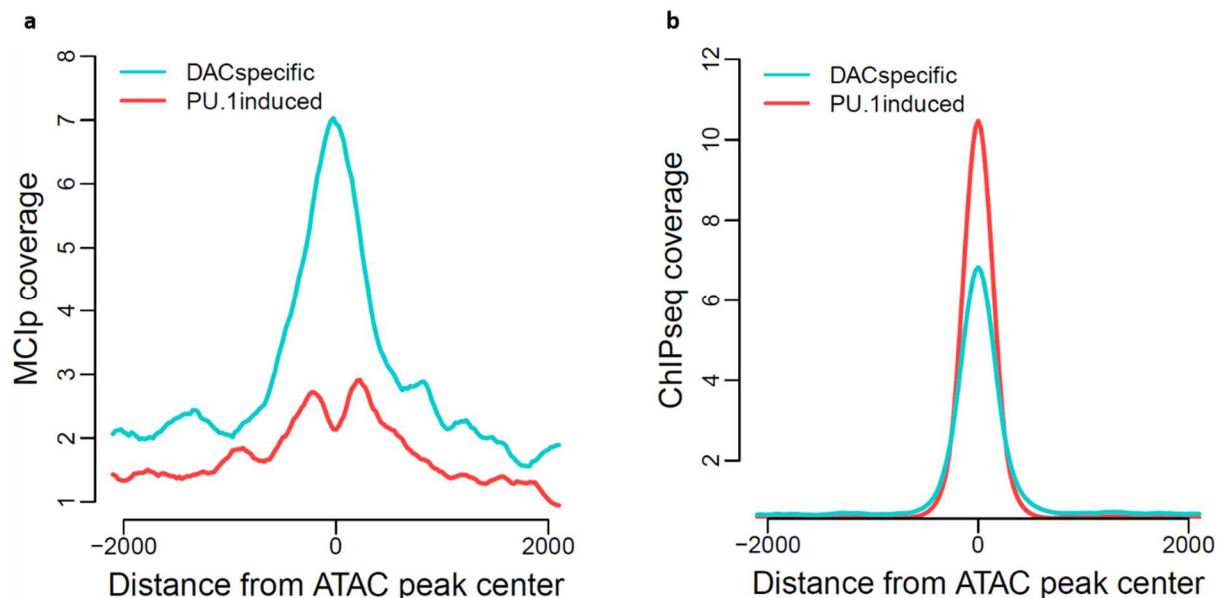 a
8
7
6
5
4
3
2
1
MCIp coverage
DACspecific
PU.1induced
−2000
0
2000
Distance from ATAC peak center
b
12
10
8
6
4
2
ChIPseq coverage
DACspecific
PU.1induced
−2000
0
2000
Distance from ATAC peak center